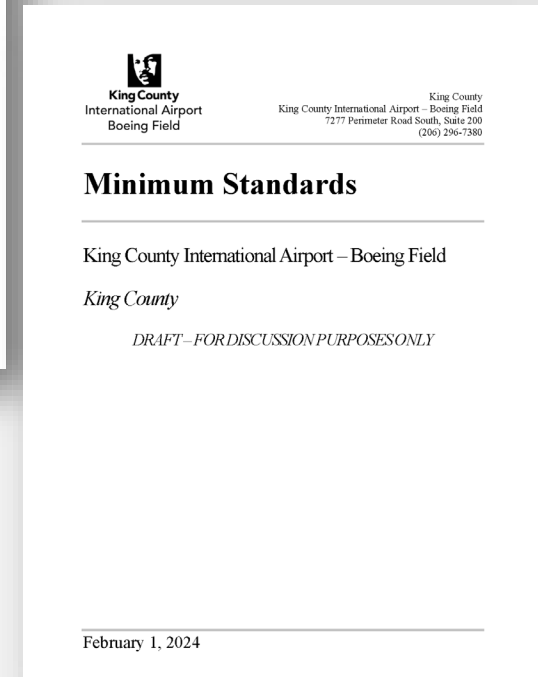 King County
International Airport
Boeing Field
King County
King County International Airport – Boeing Field
7277 Perimeter Road South, Suite 200
(206) 296-7380
Minimum Standards
King County International Airport – Boeing Field
King County
DRAFT – FOR DISCUSSION PURPOSES ONLY
February 1, 2024